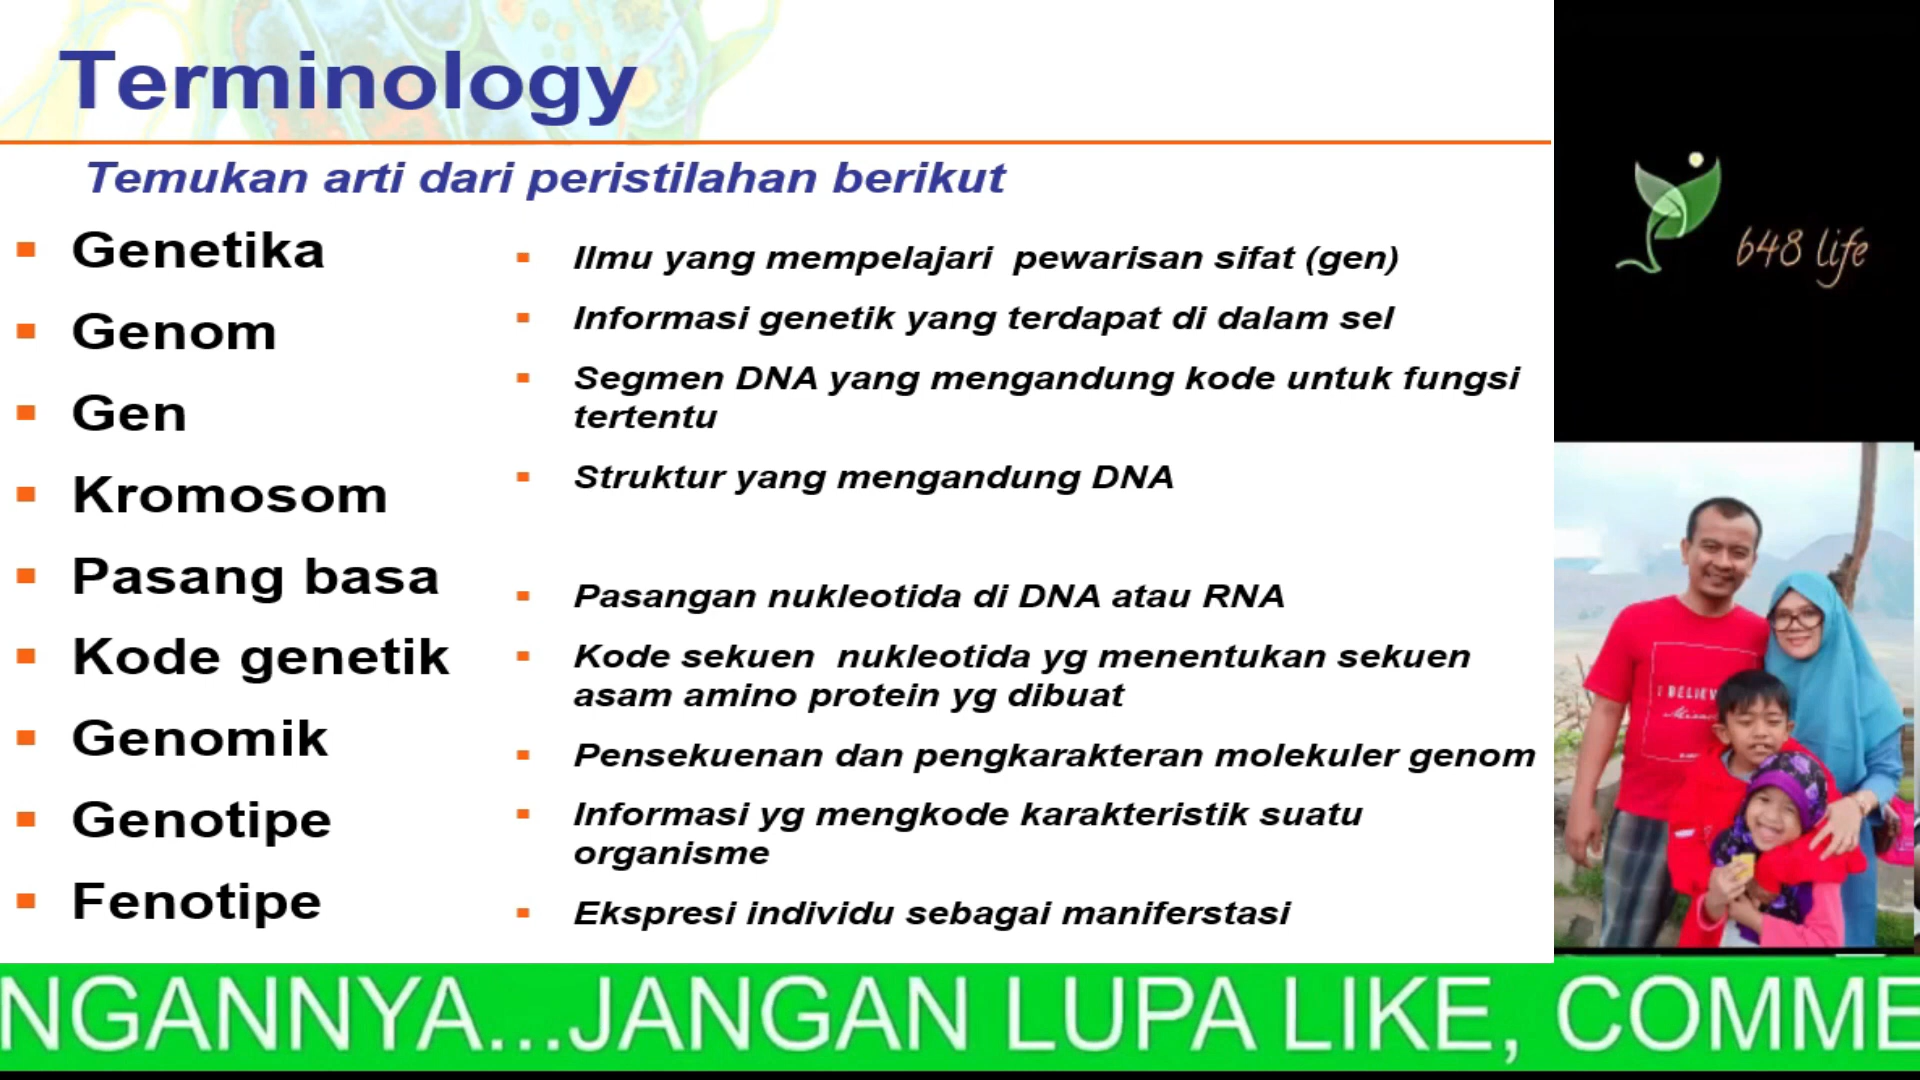 Terminology
Temukan arti dari peristilahan berikut
Genetika
Genom
Gen
Kromosom
Pasang basa
Kode genetik
Genomik
Genotipe
Fenotipe
Ilmu yang mempelajari pewarisan sifat (gen)
Informasi genetik yang terdapat di dalam sel
Segmen DNA yang mengandung kode untuk fungsi
tertentu
Struktur yang mengandung DNA
Pasangan nukleotida di DNA atau RNA
Kode sekuen nukleotida yg menentukan sekuen
asam amino protein yg dibuat
Pensekuenan dan pengkarakteran molekuler genom
Informasi yg mengkode karakteristik suatu
organisme
Ekspresi individu sebagai maniferstasi
648 life
I BELIEV
NGANNYA...JANGAN LUPA LIKE, COMME